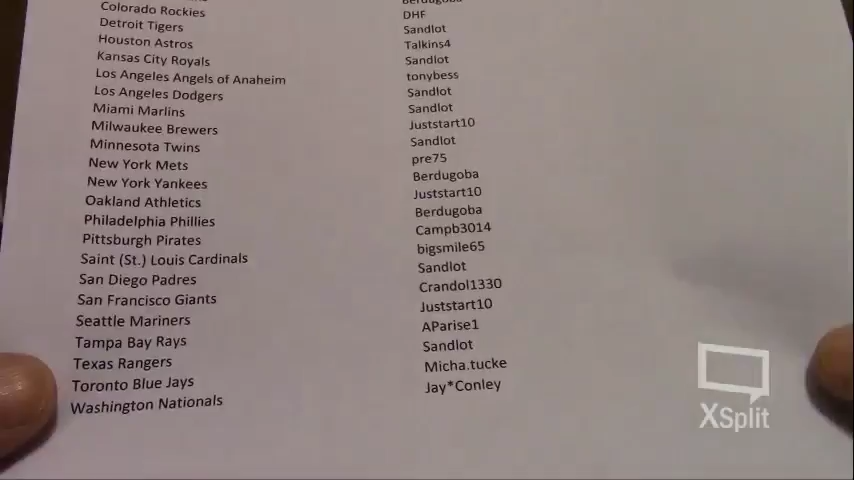 Colorado Rockies DHF
Detroit Tigers Sandlot
Houston Astros Talkins4
Kansas City Royals Sandlot
Los Angeles Angels of Anaheim tonybess
Los Angeles Dodgers Sandlot
Miami Marlins Sandlot
Milwaukee Brewers Juststart10
Minnesota Twins Sandlot
New York Mets pre75
New York Yankees Berdugoba
Oakland Athletics Juststart10
Philadelphia Phillies Berdugoba
Pittsburgh Pirates Campb3014
Saint (St.) Louis Cardinals bigsmile65
San Diego Padres Sandlot
San Francisco Giants Crandol1330
Seattle Mariners Juststart10
Tampa Bay Rays AParise1
Texas Rangers Sandlot
Toronto Blue Jays Micha.tucke
Washington Nationals Jay*Conley
XSplit